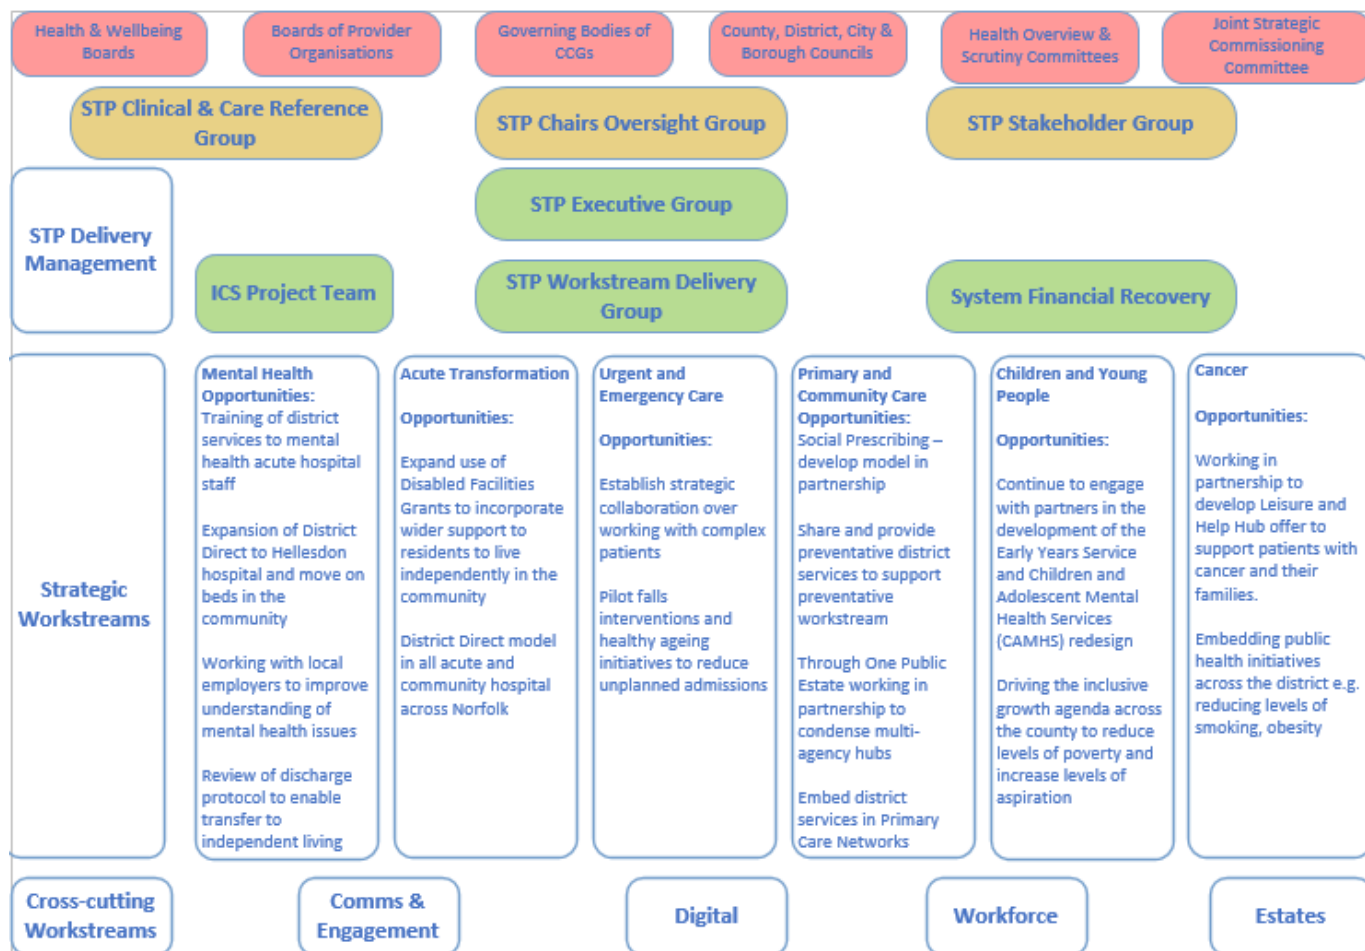 Health & Wellbeing
Boards
Boards of Provider
Organisations
Governing Bodies of
CCGs
County, District, City &
Borough Councils
Health Overview &
Scrutiny Committees
Joint Strategic
Commissioning
Committee
STP Clinical & Care Reference
Group
STP Chairs Oversight Group
STP Stakeholder Group
STP Delivery
Management
STP Executive Group
ICS Project Team
STP Workstream Delivery
Group
System Financial Recovery
Strategic
Workstreams
Mental Health
Opportunities:
Training of district
services to mental
health acute hospital
staff
Expansion of District
Direct to Hellesdon
hospital and move on
beds in the
community
Working with local
employers to improve
understanding of
mental health issues
Review of discharge
protocol to enable
transfer to
independent living
Acute Transformation
Opportunities:
Expand use of
Disabled Facilities
Grants to incorporate
wider support to
residents to live
independently in the
community
District Direct model
in all acute and
community hospital
across Norfolk
Urgent and
Emergency Care
Opportunities:
Establish strategic
collaboration over
working with complex
patients
Pilot falls
interventions and
healthy ageing
initiatives to reduce
unplanned admissions
Primary and
Community Care
Opportunities:
Social Prescribing –
develop model in
partnership
Share and provide
preventative district
services to support
preventative
workstream
Through One Public
Estate working in
partnership to
condense multi-
agency hubs
Embed district
services in Primary
Care Networks
Children and Young
People
Opportunities:
Continue to engage
with partners in the
development of the
Early Years Service
and Children and
Adolescent Mental
Health Services
(CAMHS) redesign
Driving the inclusive
growth agenda across
the county to reduce
levels of poverty and
increase levels of
aspiration
Cancer
Opportunities:
Working in
partnership to
develop Leisure and
Help Hub offer to
support patients with
cancer and their
families.
Embedding public
health initiatives
across the district e.g.
reducing levels of
smoking, obesity
Cross-cutting
Workstreams
Comms &
Engagement
Digital
Workforce
Estates